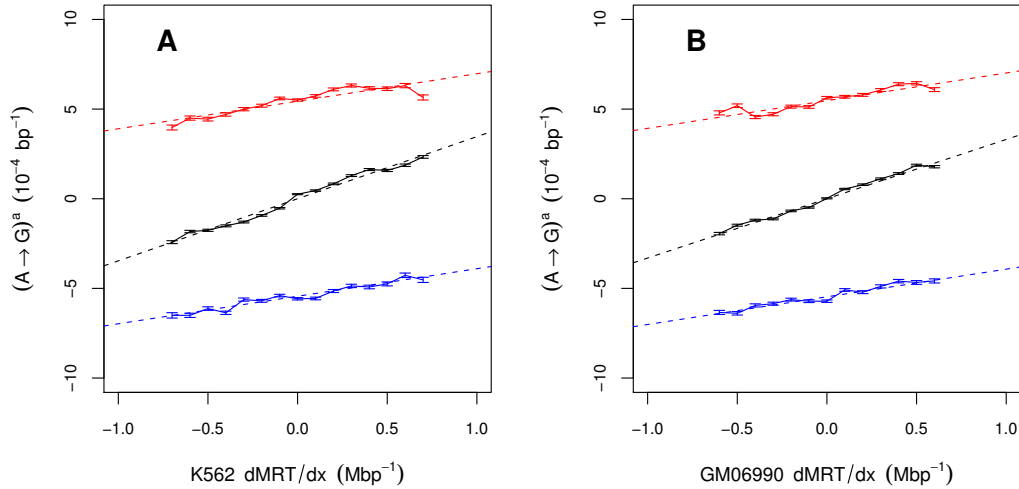 A
B
10
5
0
−5
−10
(A → G)ᵃ (10⁻⁴ bp⁻¹)
−1.0 −0.5 0.0 0.5 1.0
K562 dMRT/dx (Mbp⁻¹)
10
5
0
−5
−10
(A → G)ᵃ (10⁻⁴ bp⁻¹)
−1.0 −0.5 0.0 0.5 1.0
GM06990 dMRT/dx (Mbp⁻¹)